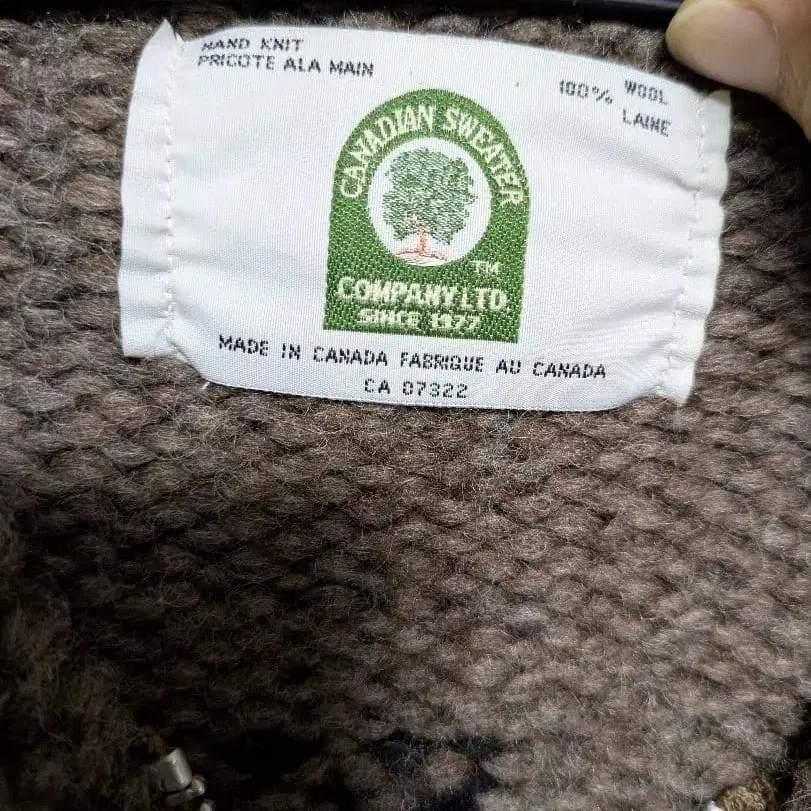 HAND KNIT
PRICOTE ALA MAIN
100% WOOL
LAINE
CANADIAN SWEATER
TM
COMPANY LTD.
SINCE 1977
MADE IN CANADA FABRIQUE AU CANADA
CA 07322